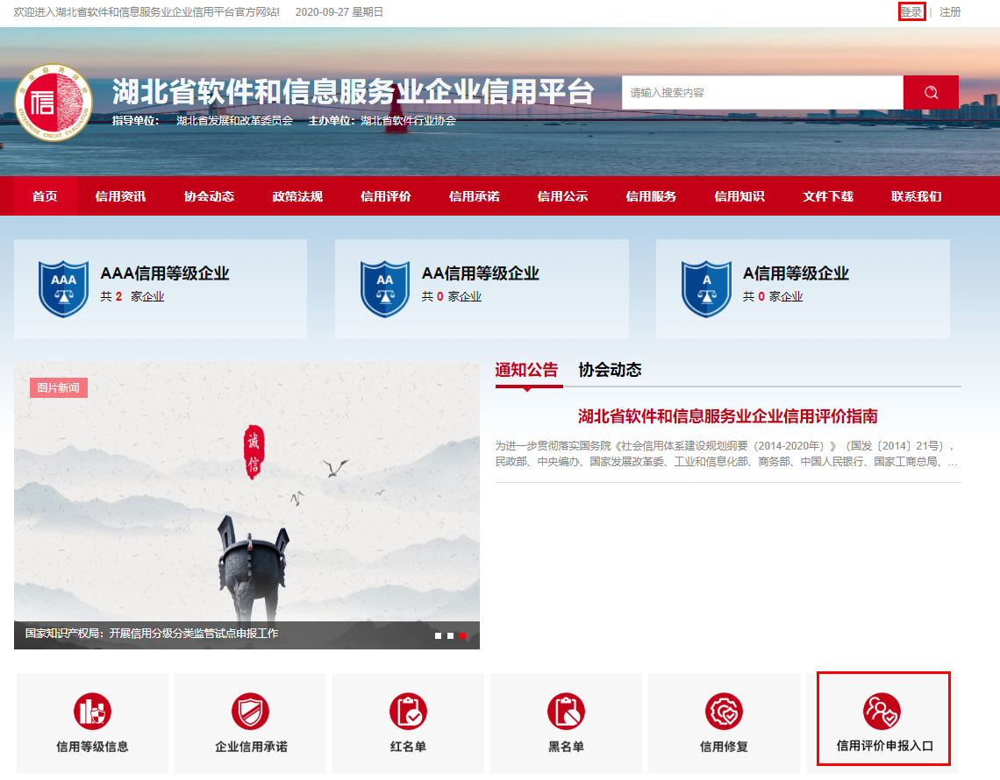 欢迎进入湖北省软件和信息服务业企业信用平台官方网站! 2020-09-27 星期日
登录 | 注册
企业信用评价
信
ENTERPRISE CREDIT EVALUATION
湖北省软件和信息服务业企业信用平台
指导单位： 湖北省发展和改革委员会 主办单位：湖北省软件行业协会
请输入搜索内容
首页 信用资讯 协会动态 政策法规 信用评价 信用承诺 信用公示 信用服务 信用知识 文件下载 联系我们
AAA
AAA信用等级企业
共 2 家企业
AA
AA信用等级企业
共 0 家企业
A
A信用等级企业
共 0 家企业
图片新闻
诚信
国家知识产权局：开展信用分级分类监管试点申报工作
通知公告 协会动态
湖北省软件和信息服务业企业信用评价指南
为进一步贯彻落实国务院《社会信用体系建设规划纲要（2014-2020年）》（国发〔2014〕21号），
民政部、中央编办、国家发展改革委、工业和信息化部、商务部、中国人民银行、国家工商总局、...
信用等级信息 企业信用承诺 红名单 黑名单 信用修复 信用评价申报入口